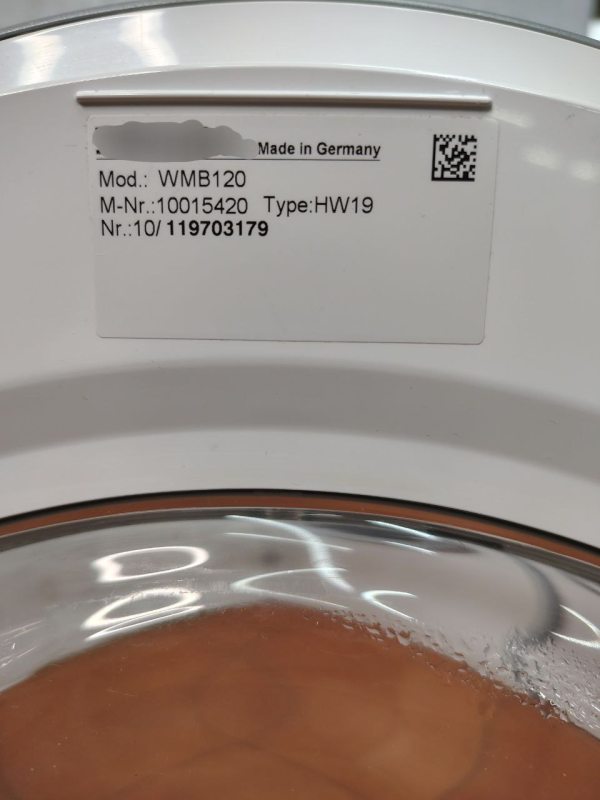 Made in Germany
Mod.: WMB120
M-Nr.:10015420 Type:HW19
Nr.:10/ 119703179